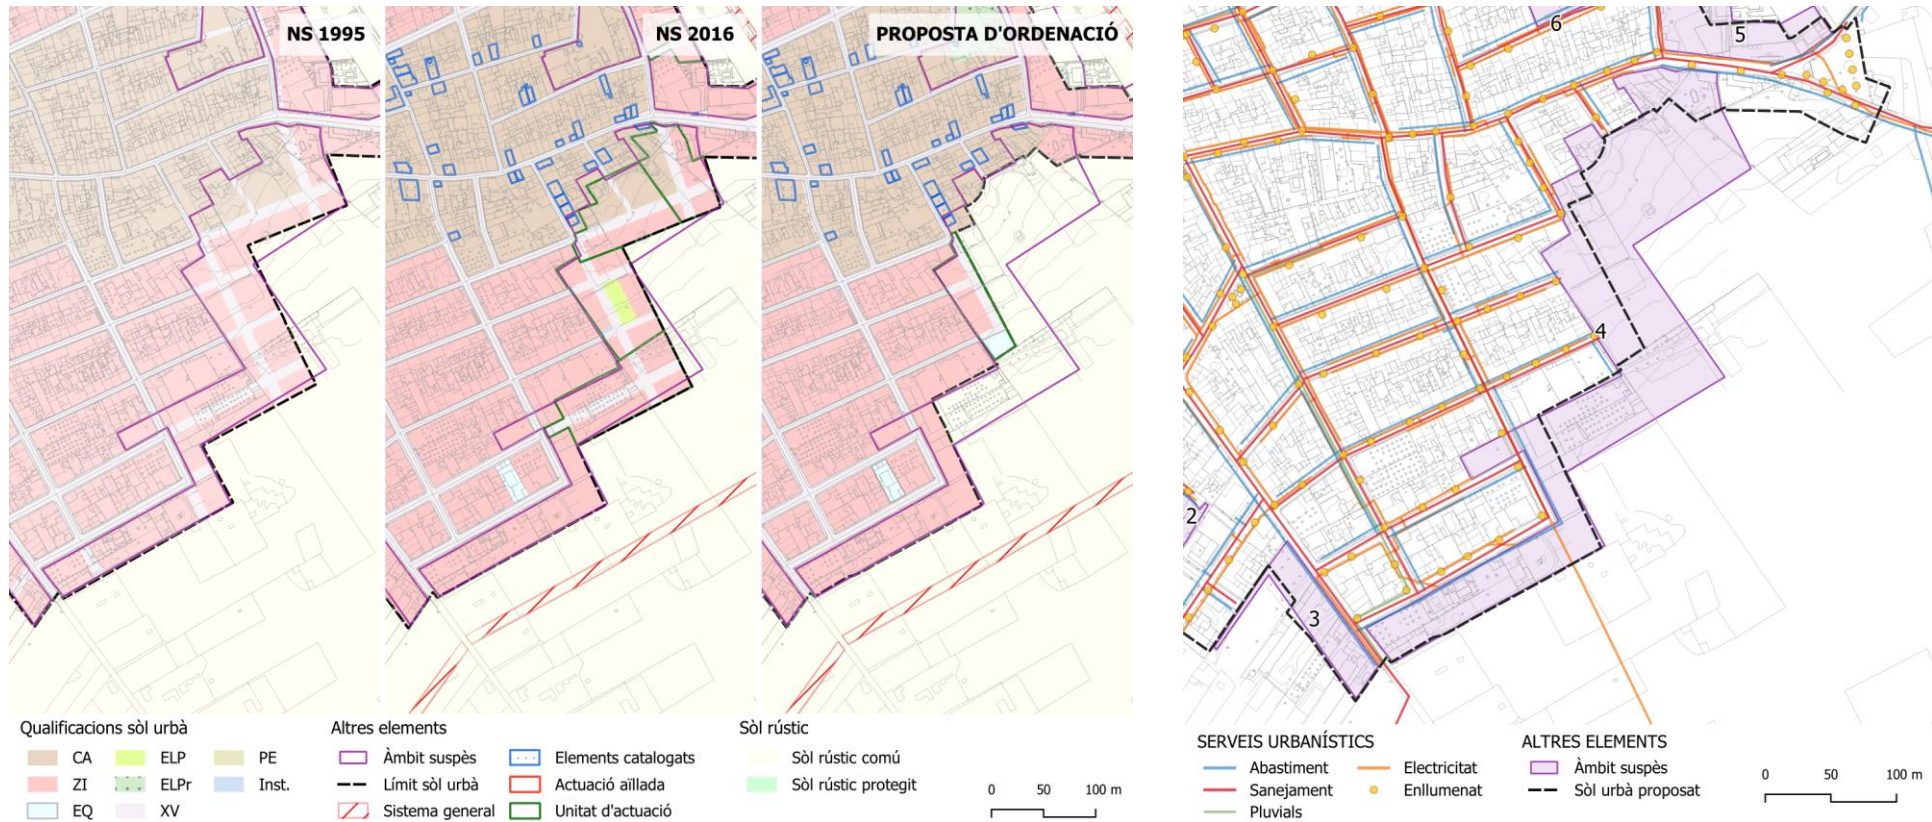 NS 1995
NS 2016
PROPOSTA D'ORDENACIÓ
Qualificacions sòl urbà
CA
ZI
EQ
ELP
ELPr
XV
PE
Inst.
Altres elements
Àmbit suspès
Límit sòl urbà
Sistema general
Elements catalogats
Actuació aïllada
Unitat d'actuació
Sòl rústic
Sòl rústic comú
Sòl rústic protegit
0 50 100 m
6
5
4
2
3
SERVEIS URBANÍSTICS
Abastiment
Sanejament
Pluvials
Electricitat
Enllumenat
ALTRES ELEMENTS
Àmbit suspès
Sòl urbà proposat
0 50 100 m